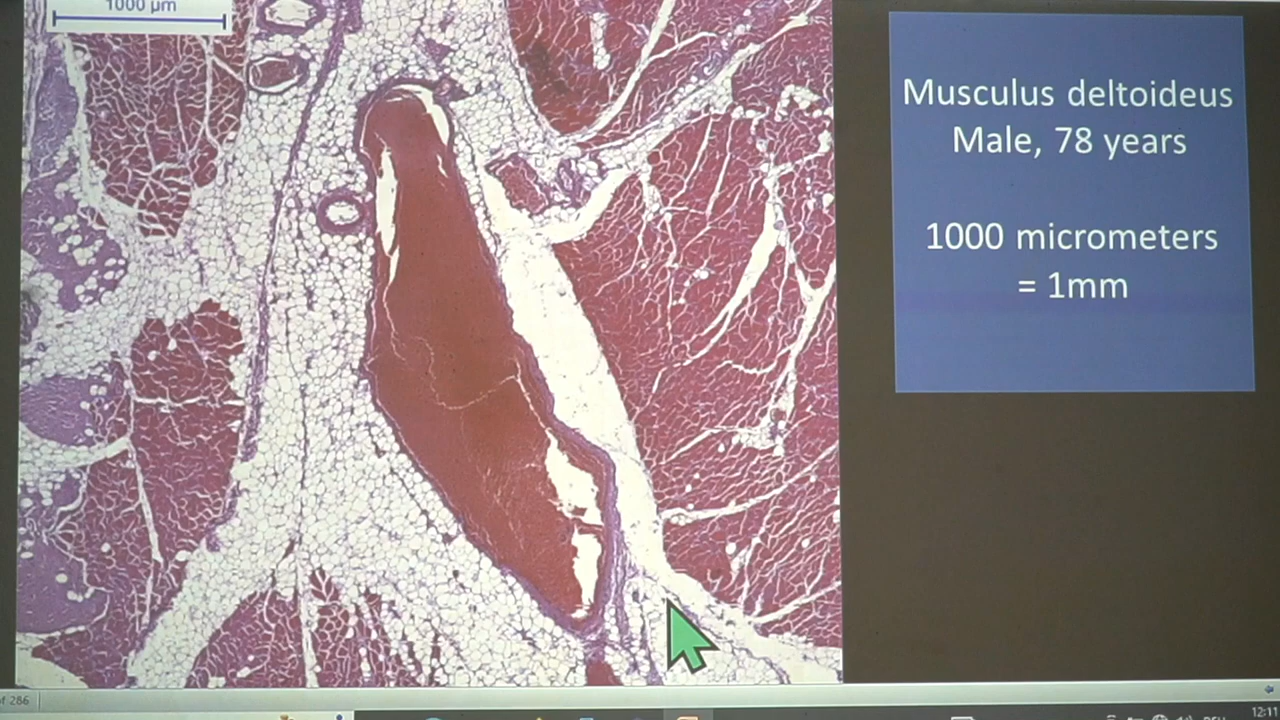 1000 µm
Musculus deltoideus
Male, 78 years
1000 micrometers
= 1mm
of 286
12:11